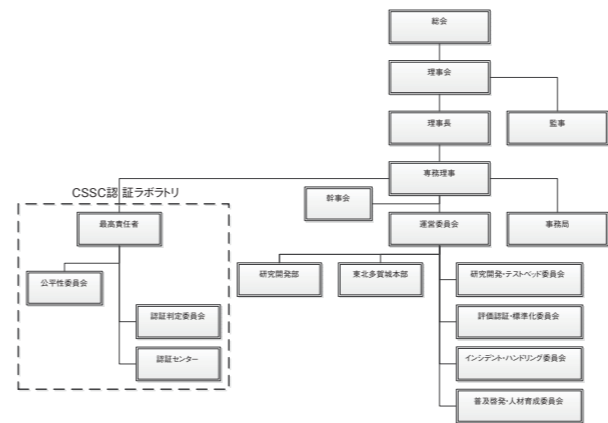 総会
理事会
理事長
監事
専務理事
CSSC認証ラボラトリ
幹事会
最高責任者
運営委員会
事務局
公平性委員会
研究開発部
東北多賀城本部
研究開発・テストベッド委員会
認証判定委員会
評価認証・標準化委員会
認証センター
インシデント・ハンドリング委員会
普及啓発・人材育成委員会